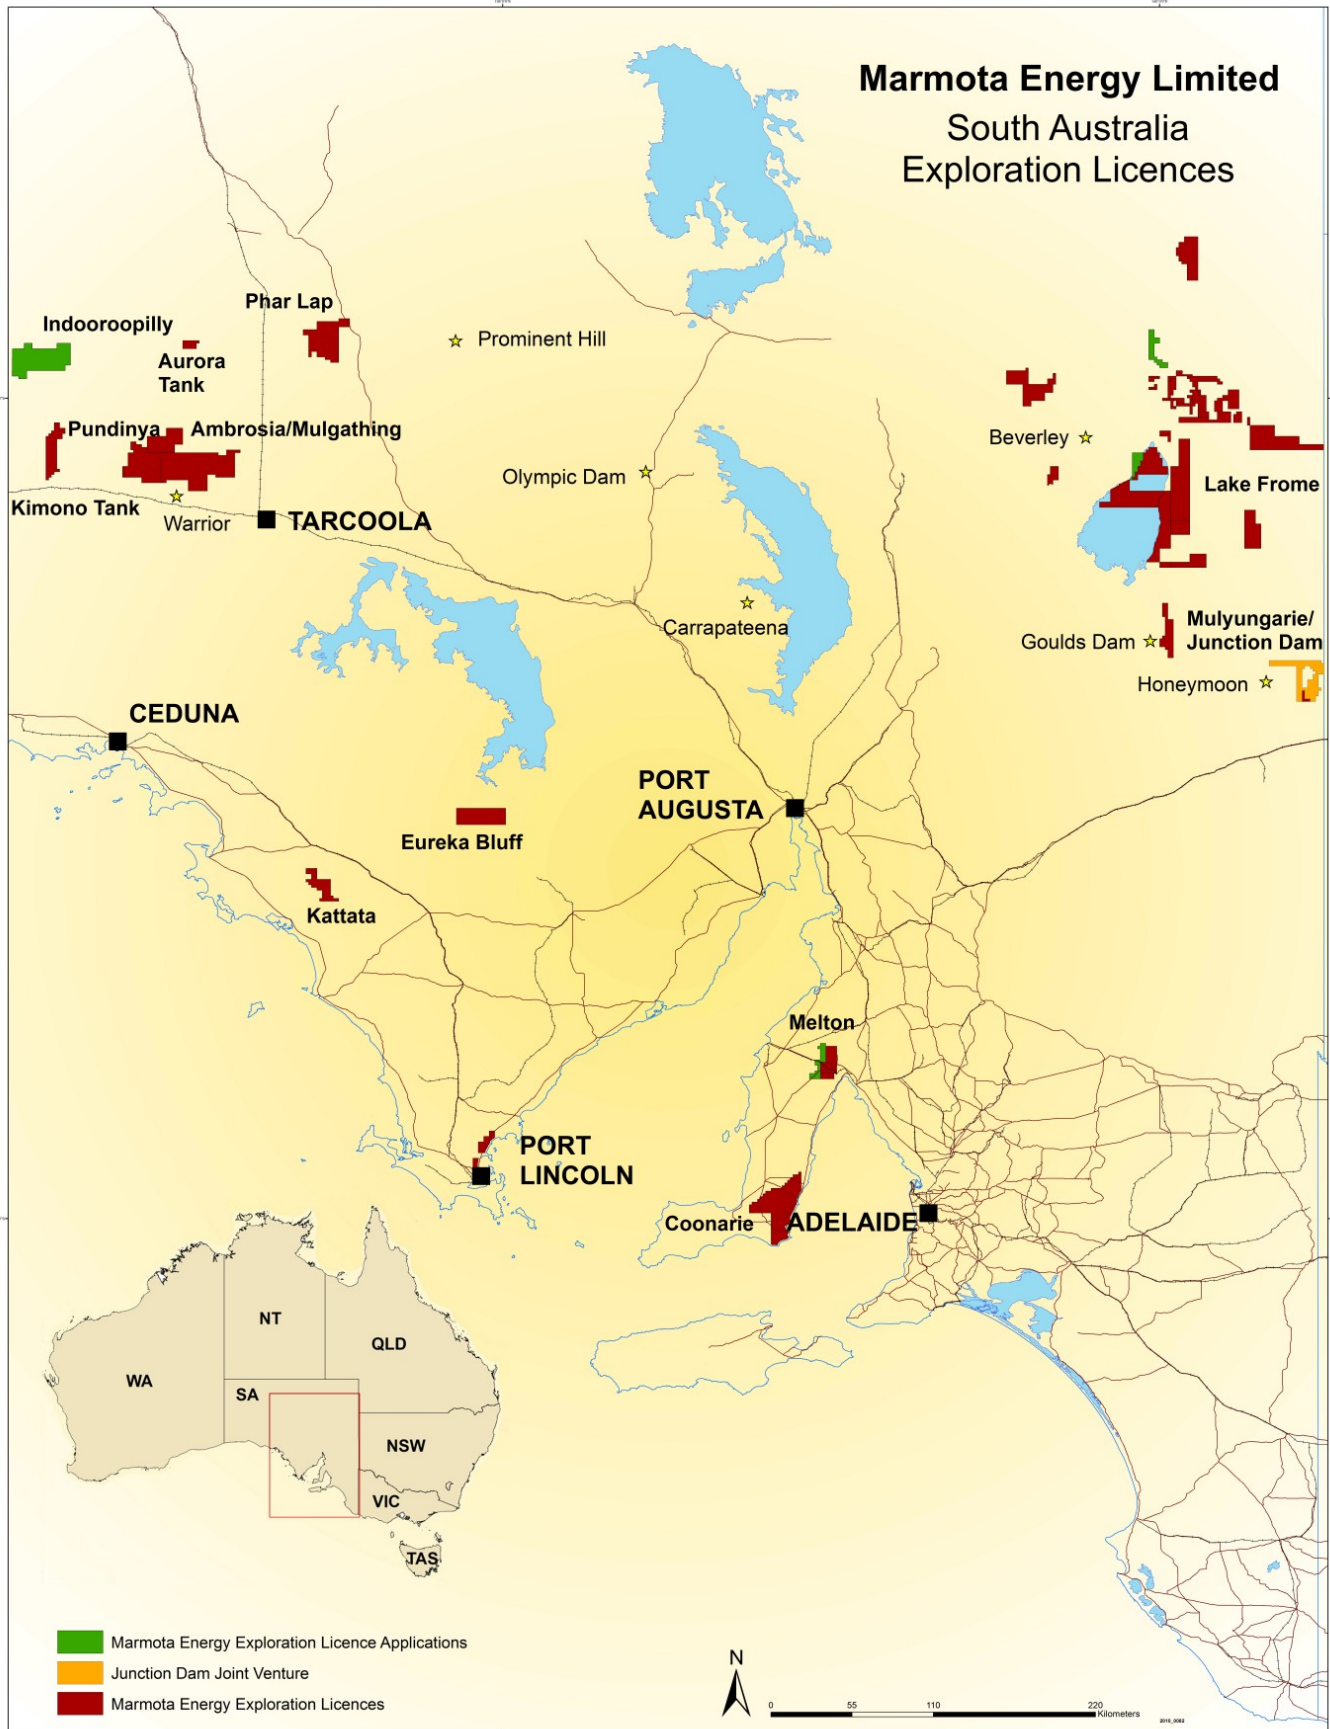 Marmota Energy Limited
South Australia
Exploration Licences
Phar Lap
Indooroopilly
Aurora
Tank
Prominent Hill
Pundinya
Ambrosia/Mulgathing
Beverley
Olympic Dam
Lake Frome
Kimono Tank
Warrior
TARCOOLA
Carrapateena
Mulyungarie/
Junction Dam
Goulds Dam
Honeymoon
CEDUNA
PORT
AUGUSTA
Eureka Bluff
Kattata
Melton
PORT
LINCOLN
Coonarie
ADELAIDE
NT
QLD
WA
SA
NSW
VIC
TAS
Marmota Energy Exploration Licence Applications
Junction Dam Joint Venture
Marmota Energy Exploration Licences
N
0 55 110 220
Kilometers
2010_0082